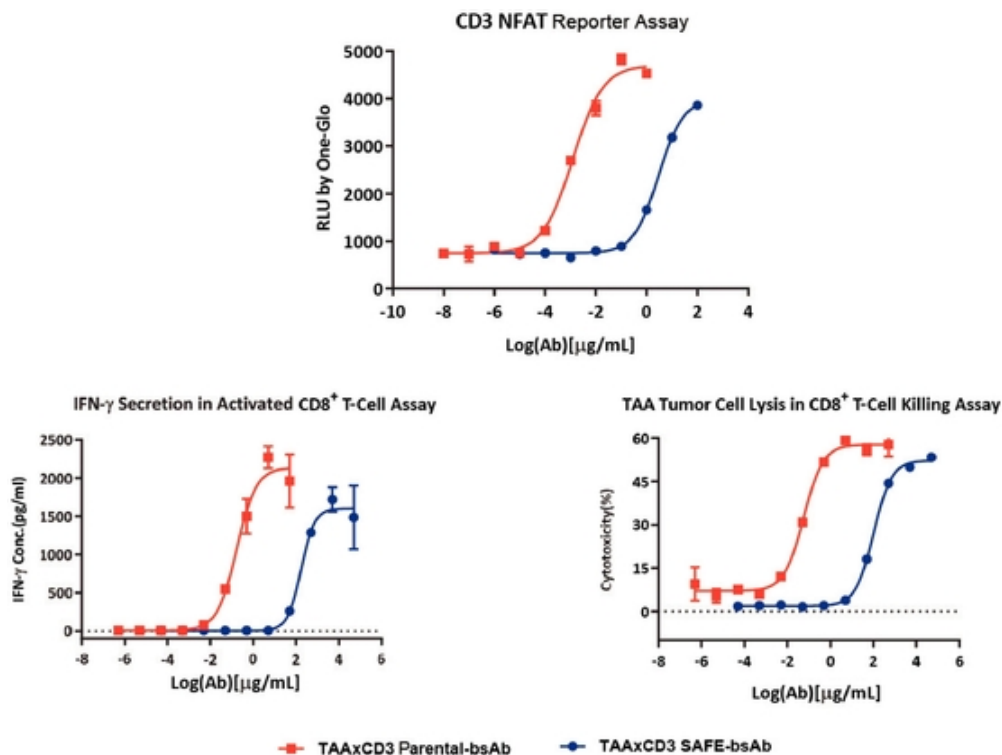 CD3 NFAT Reporter Assay
5000
4000
3000
2000
1000
0
RLU by One-Glo
-10 -8 -6 -4 -2 0 2 4
Log(Ab)[μg/mL]
IFN-γ Secretion in Activated CD8⁺ T-Cell Assay
2500
2000
1500
1000
500
0
IFN-γ Conc.(pg/ml)
-8 -6 -4 -2 0 2 4 6
Log(Ab)[μg/mL]
TAA Tumor Cell Lysis in CD8⁺ T-Cell Killing Assay
60
45
30
15
0
Cytotoxicity(%)
-8 -6 -4 -2 0 2 4 6
Log(Ab)[μg/mL]
TAAxCD3 Parental-bsAb TAAxCD3 SAFE-bsAb